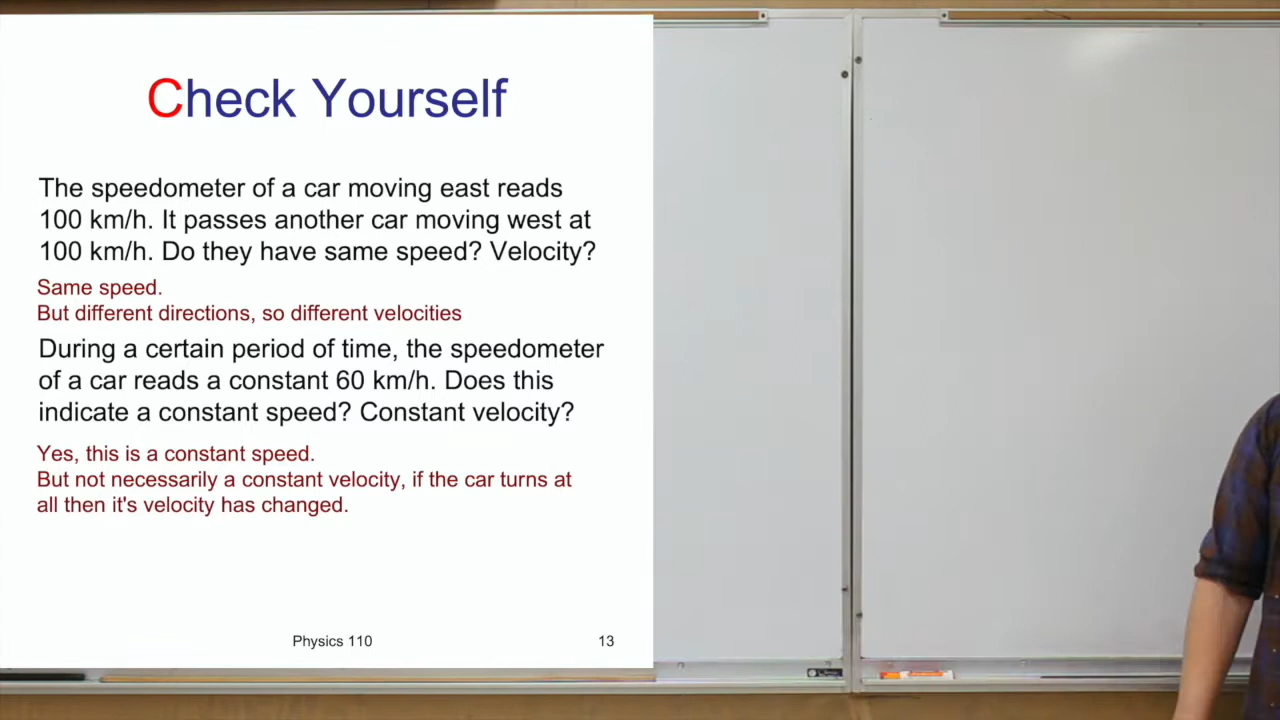 Check Yourself
The speedometer of a car moving east reads
100 km/h. It passes another car moving west at
100 km/h. Do they have same speed? Velocity?
Same speed.
But different directions, so different velocities
During a certain period of time, the speedometer
of a car reads a constant 60 km/h. Does this
indicate a constant speed? Constant velocity?
Yes, this is a constant speed.
But not necessarily a constant velocity, if the car turns at
all then it's velocity has changed.
Physics 110
13